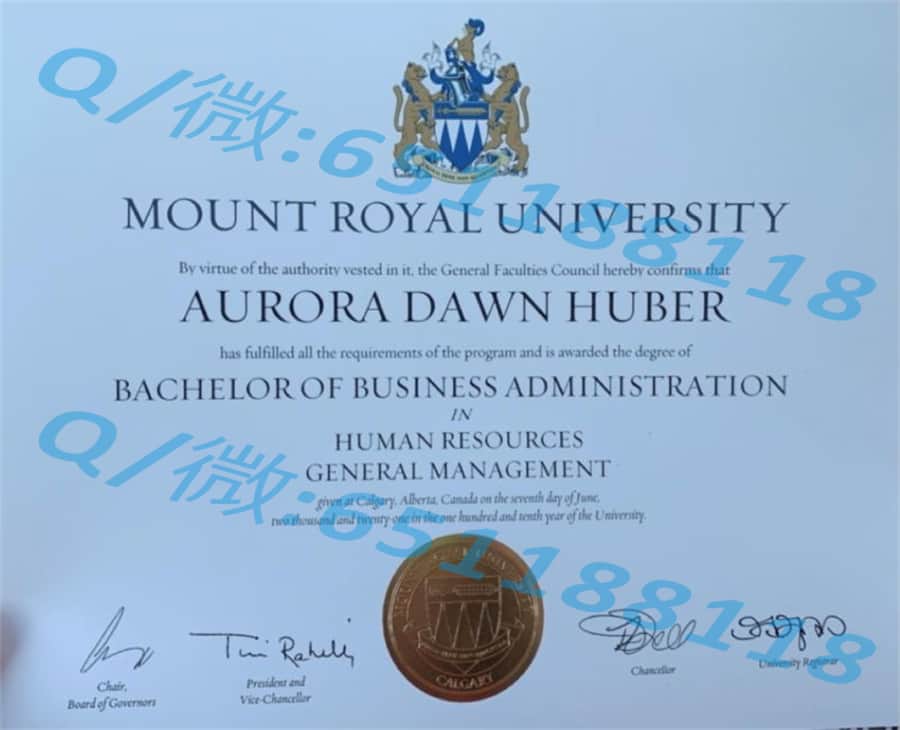 MOUNT ROYAL UNIVERSITY
By virtue of the authority vested in it, the General Faculties Council hereby confirms that
AURORA DAWN HUBER
has fulfilled all the requirements of the program and is awarded the degree of
BACHELOR OF BUSINESS ADMINISTRATION
IN
HUMAN RESOURCES
GENERAL MANAGEMENT
given at Calgary, Alberta, Canada on the seventh day of June,
two thousand and twenty-one in the one hundred and tenth year of the University.
CALGARY
Chair,
Board of Governors
President and
Vice-Chancellor
Chancellor
University Registrar
Q/微:651188118
Q/微:651188118